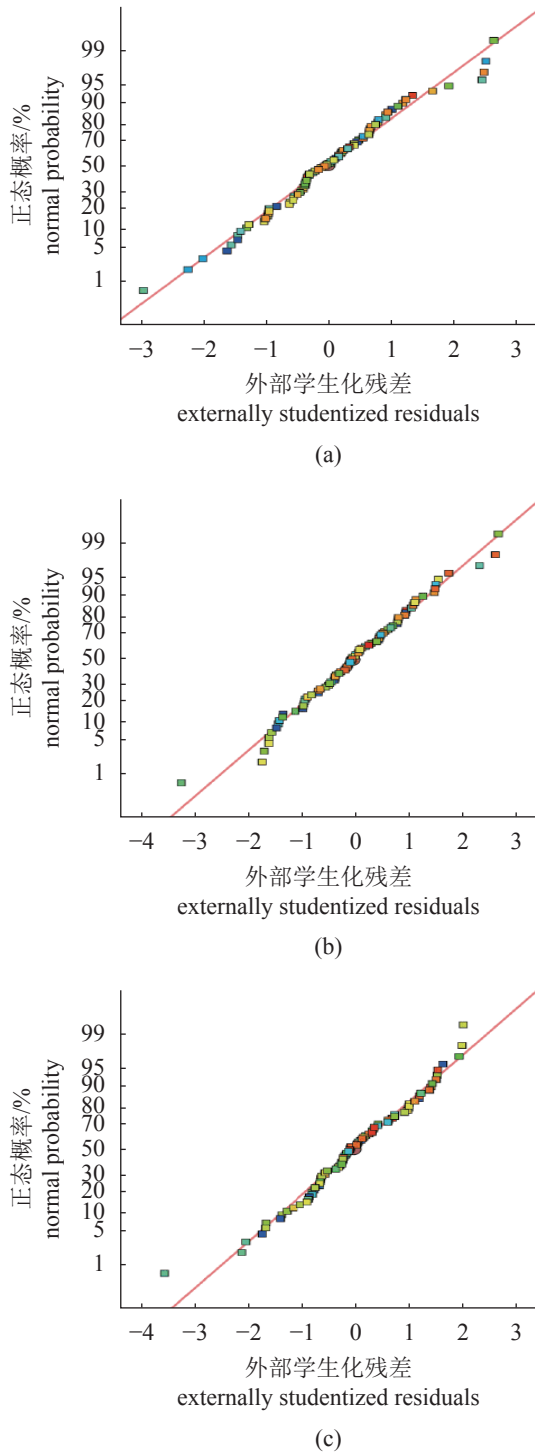 99
95
90
80
70
50
30
20
10
5
1
正态概率/%
normal probability
−3 −2 −1 0 1 2 3
外部学生化残差
externally studentized residuals
(a)
99
95
90
80
70
50
30
20
10
5
1
正态概率/%
normal probability
−4 −3 −2 −1 0 1 2 3
外部学生化残差
externally studentized residuals
(b)
99
95
90
80
70
50
30
20
10
5
1
正态概率/%
normal probability
−4 −3 −2 −1 0 1 2 3
外部学生化残差
externally studentized residuals
(c)